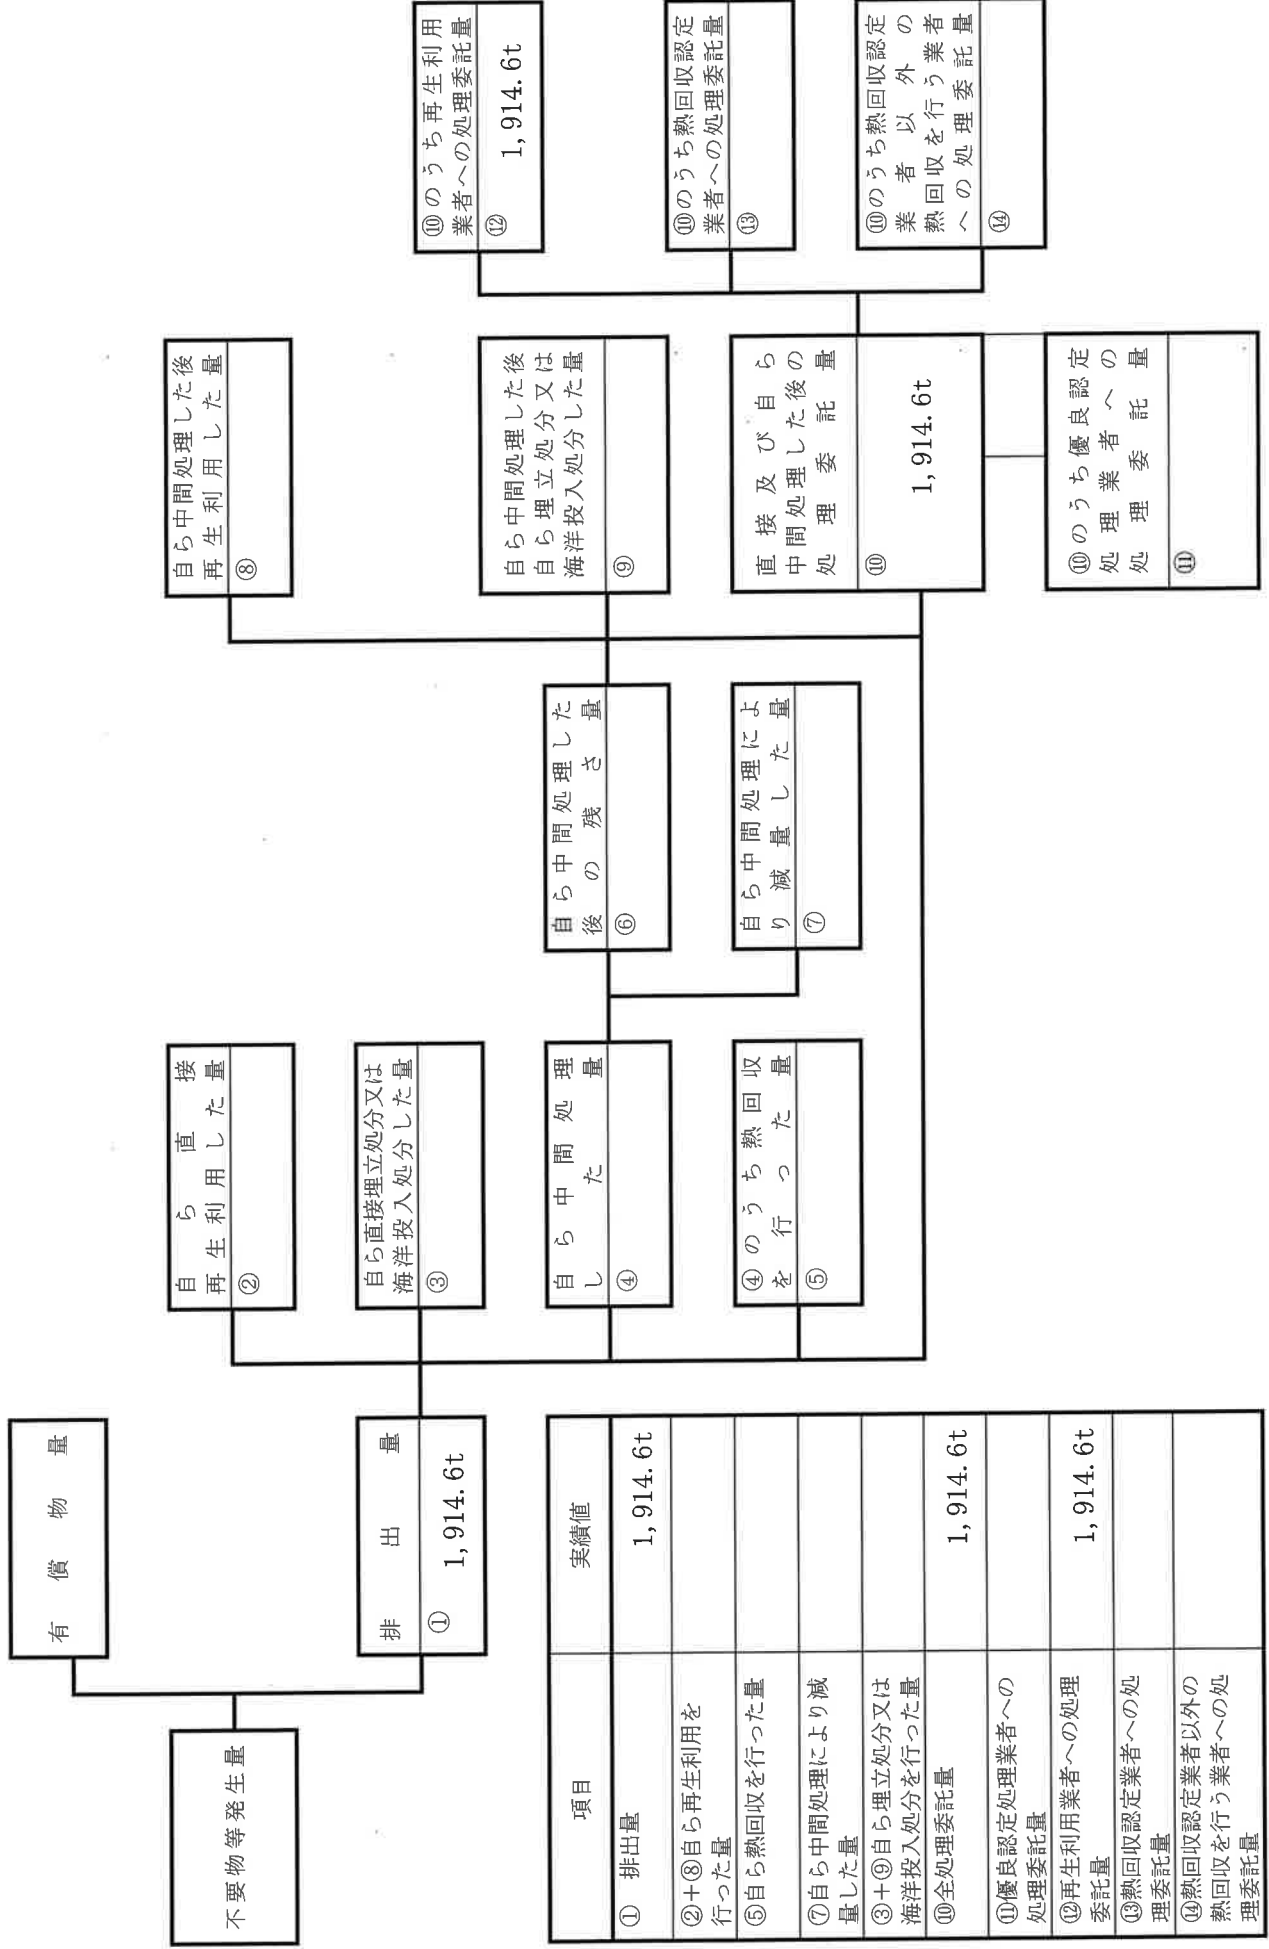 不要物等発生量
有償物量
排出量
① 1,914.6t
自ら直接
再生利用した量
②
自ら直接埋立処分又は
海洋投入処分した量
③
自ら中間処理
した量
④
④のうち熱回収
を行った量
⑤
自ら中間処理した
後の残さ量
⑥
自ら中間処理によ
り減量した量
⑦
自ら中間処理した後
再生利用した量
⑧
自ら中間処理した後
自ら埋立処分又は
海洋投入処分した量
⑨
直接及び自ら
中間処理した後の
処理委託量
⑩ 1,914.6t
⑩のうち優良認定
処理業者への
処理委託量
⑪
⑩のうち再生利用
業者への処理委託量
⑫ 1,914.6t
⑩のうち熱回収認定
業者への処理委託量
⑬
⑩のうち熱回収認定
業者以外の
熱回収を行う業者
への処理委託量
⑭
項目 実績値
① 排出量 1,914.6t
②+⑧自ら再生利用を
行った量
⑤自ら熱回収を行った量
⑦自ら中間処理により減
量した量
③+⑨自ら埋立処分又は
海洋投入処分を行った量
⑩全処理委託量 1,914.6t
⑪優良認定処理業者への
処理委託量
⑫再生利用業者への処理
委託量 1,914.6t
⑬熱回収認定業者への処
理委託量
⑭熱回収認定業者以外の
熱回収を行う業者への処
理委託量